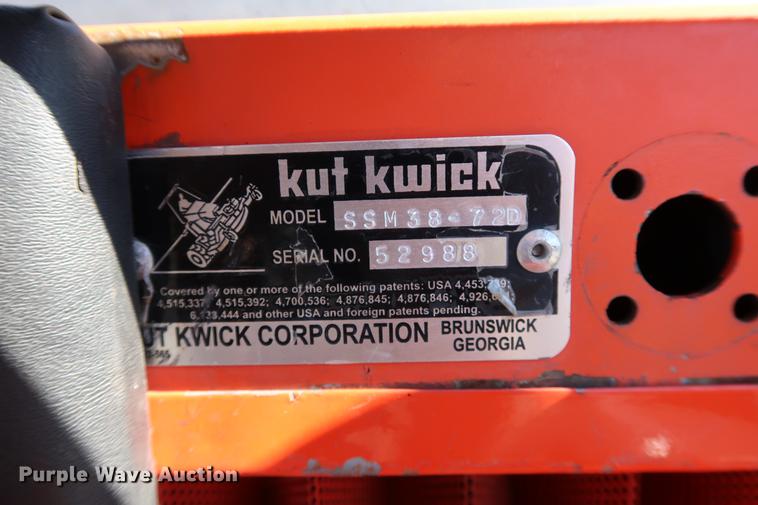 kut kwick
MODEL SSM38-72D
SERIAL NO. 52988
Covered by one or more of the following patents: USA
4,515,337; 4,515,392; 4,700,536; 4,876,845; 4,876,846;
and other USA and foreign patents pending.
KWICK CORPORATION BRUNSWICK
GEORGIA
Purple Wave Auction